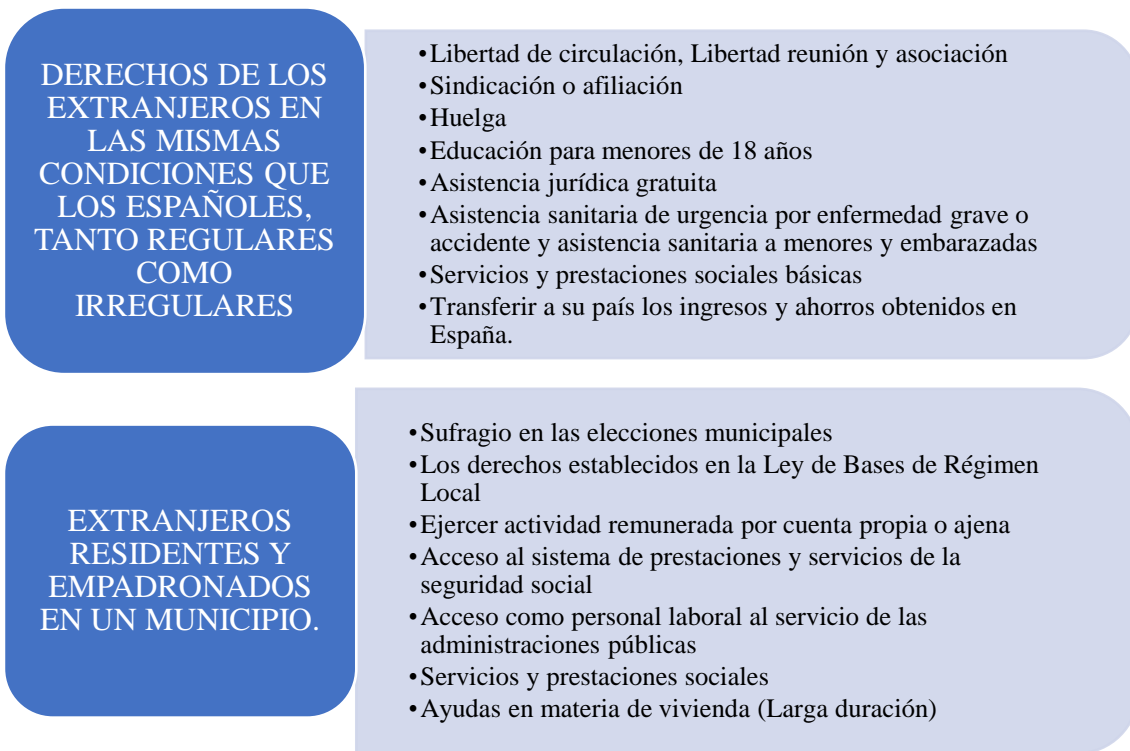 DERECHOS DE LOS
EXTRANJEROS EN
LAS MISMAS
CONDICIONES QUE
LOS ESPAÑOLES,
TANTO REGULARES
COMO
IRREGULARES
•Libertad de circulación, Libertad reunión y asociación
•Sindicación o afiliación
•Huelga
•Educación para menores de 18 años
•Asistencia jurídica gratuita
•Asistencia sanitaria de urgencia por enfermedad grave o
accidente y asistencia sanitaria a menores y embarazadas
•Servicios y prestaciones sociales básicas
•Transferir a su país los ingresos y ahorros obtenidos en
España.
EXTRANJEROS
RESIDENTES Y
EMPADRONADOS
EN UN MUNICIPIO.
•Sufragio en las elecciones municipales
•Los derechos establecidos en la Ley de Bases de Régimen
Local
•Ejercer actividad remunerada por cuenta propia o ajena
•Acceso al sistema de prestaciones y servicios de la
seguridad social
•Acceso como personal laboral al servicio de las
administraciones públicas
•Servicios y prestaciones sociales
•Ayudas en materia de vivienda (Larga duración)